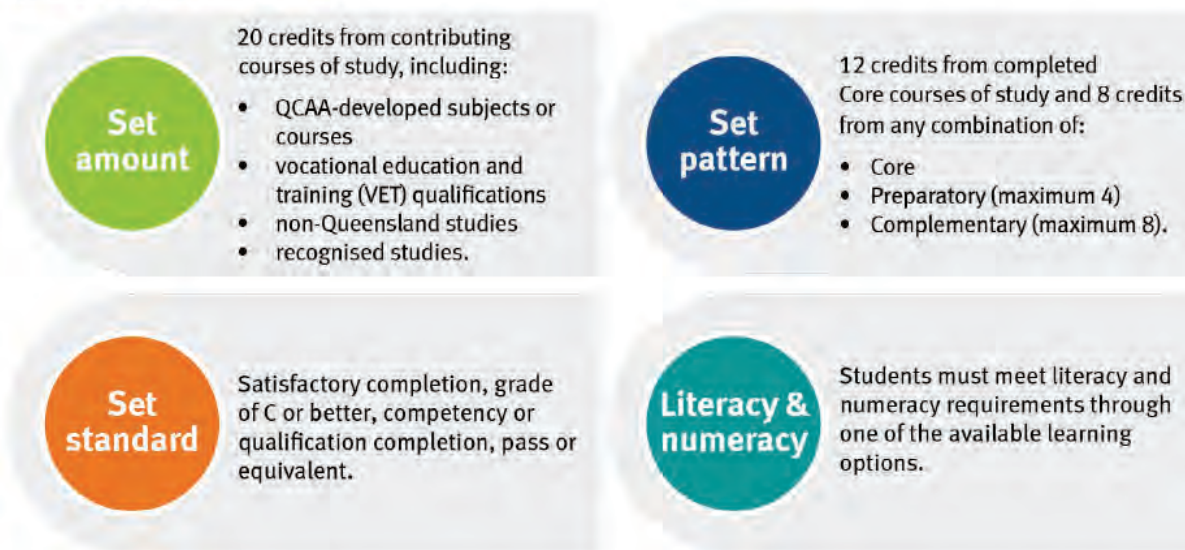 Set
amount
20 credits from contributing
courses of study, including:
• QCAA-developed subjects or
courses
• vocational education and
training (VET) qualifications
• non-Queensland studies
• recognised studies.
Set
pattern
12 credits from completed
Core courses of study and 8 credits
from any combination of:
• Core
• Preparatory (maximum 4)
• Complementary (maximum 8).
Set
standard
Satisfactory completion, grade
of C or better, competency or
qualification completion, pass or
equivalent.
Literacy &
numeracy
Students must meet literacy and
numeracy requirements through
one of the available learning
options.